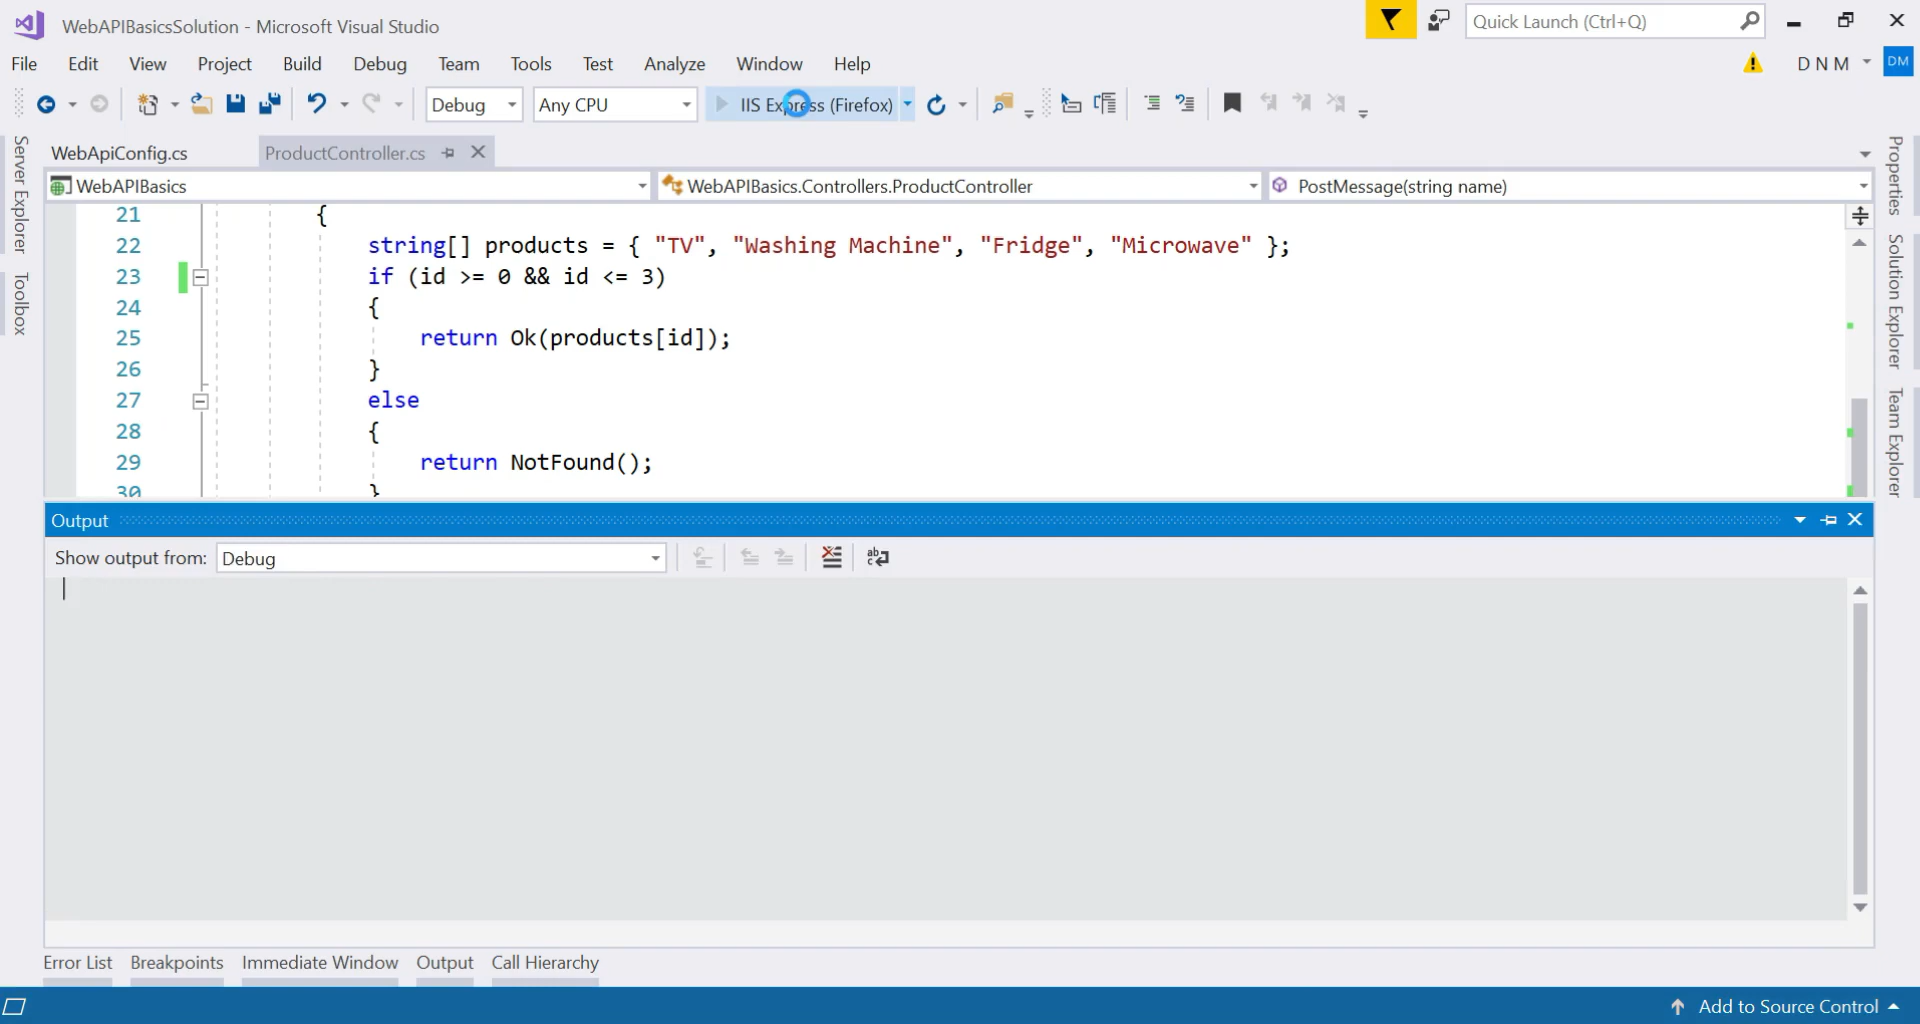 WebAPIBasicsSolution - Microsoft Visual Studio
Quick Launch (Ctrl+Q)
File Edit View Project Build Debug Team Tools Test Analyze Window Help
D N M DM
Debug Any CPU IIS Express (Firefox)
WebApiConfig.cs ProductController.cs
WebAPIBasics WebAPIBasics.Controllers.ProductController PostMessage(string name)
Server Explorer
Toolbox
Properties
Solution Explorer
Team Explorer
21 {
22 string[] products = { "TV", "Washing Machine", "Fridge", "Microwave" };
23 if (id >= 0 && id <= 3)
24 {
25 return Ok(products[id]);
26 }
27 else
28 {
29 return NotFound();
30 }
Output
Show output from: Debug
Error List Breakpoints Immediate Window Output Call Hierarchy
Add to Source Control